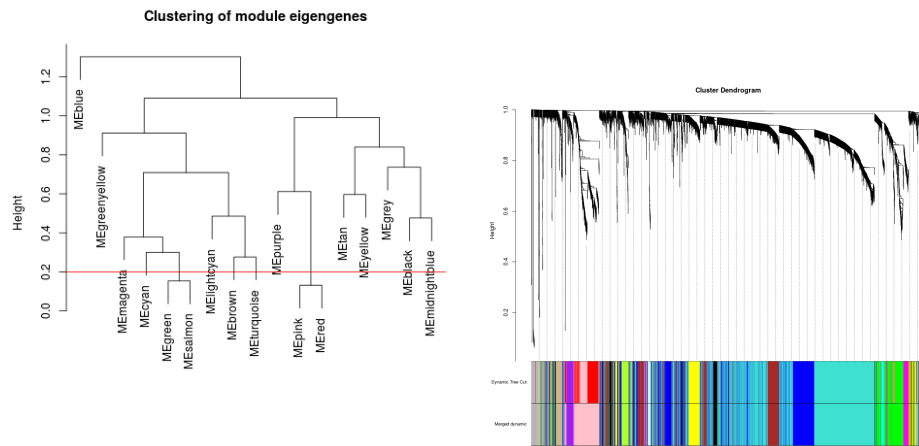 Clustering of module eigengenes
Height
1.2
1.0
0.8
0.6
0.4
0.2
0.0
MEblue
MEgreenyellow
MEmagenta
MEcyan
MEgreen
MEsalmon
MElightcyan
MEbrown
MEturquoise
MEpurple
MEpink
MEred
MEtan
MEyellow
MEgrey
MEblack
MEmidnightblue
Cluster Dendrogram
Height
1.0
0.8
0.6
0.4
0.2
Dynamic Tree Cut
Merged dynamic